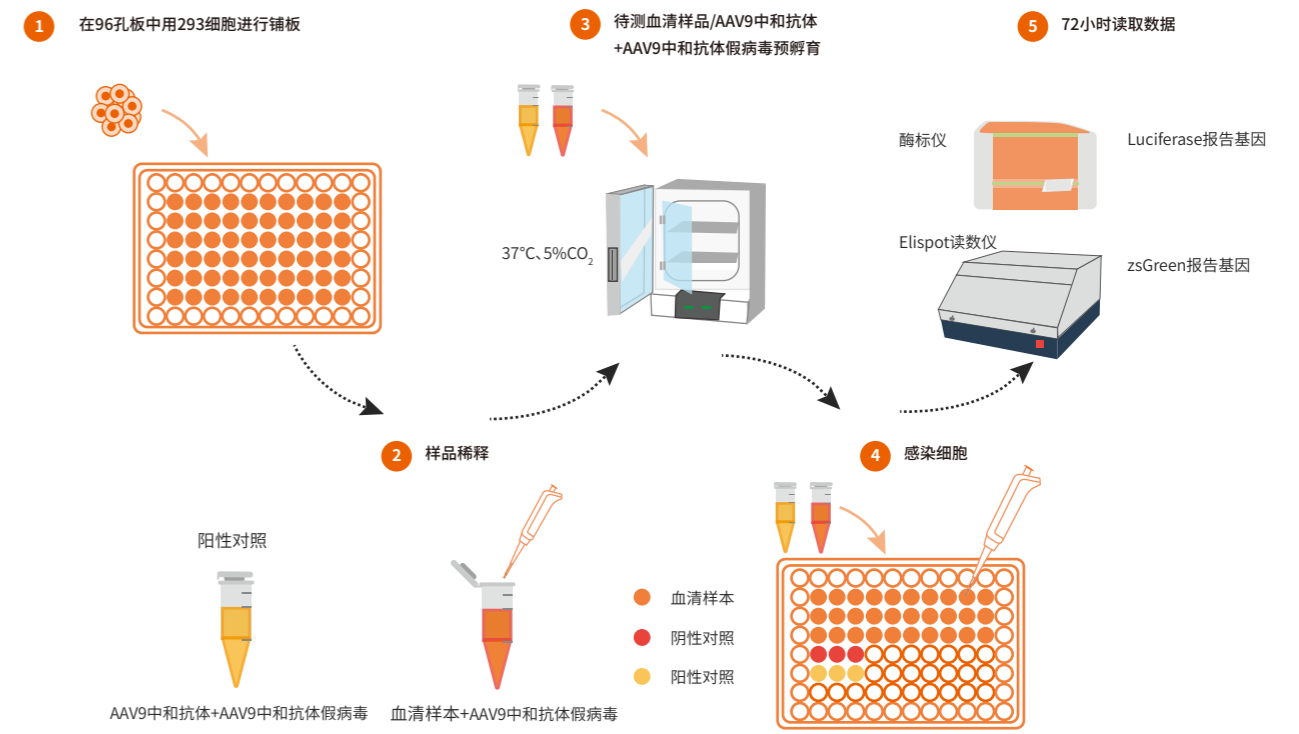 1
在96孔板中用293细胞进行铺板
3
待测血清样品/AAV9中和抗体
+AAV9中和抗体假病毒预孵育
5
72小时读取数据
酶标仪
Luciferase报告基因
37℃、5%CO₂
Elispot读数仪
zsGreen报告基因
2
样品稀释
4
感染细胞
阳性对照
血清样本
阴性对照
阳性对照
AAV9中和抗体+AAV9中和抗体假病毒
血清样本+AAV9中和抗体假病毒